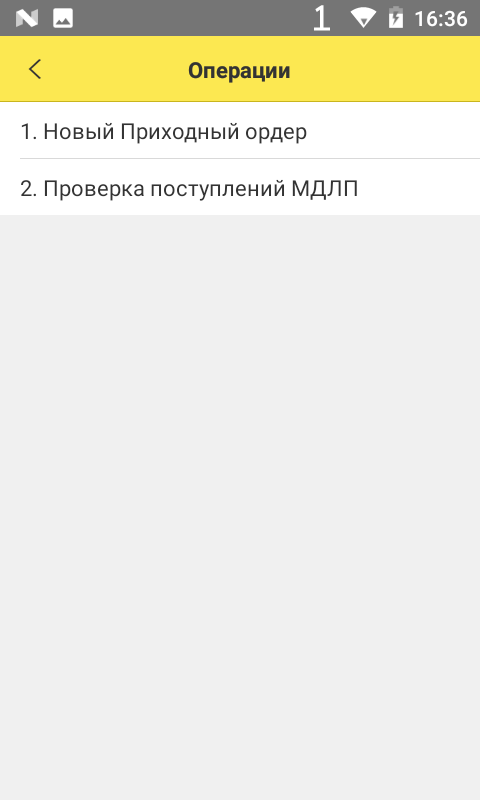 1 16:36
Операции
1. Новый Приходный ордер
2. Проверка поступлений МДЛП